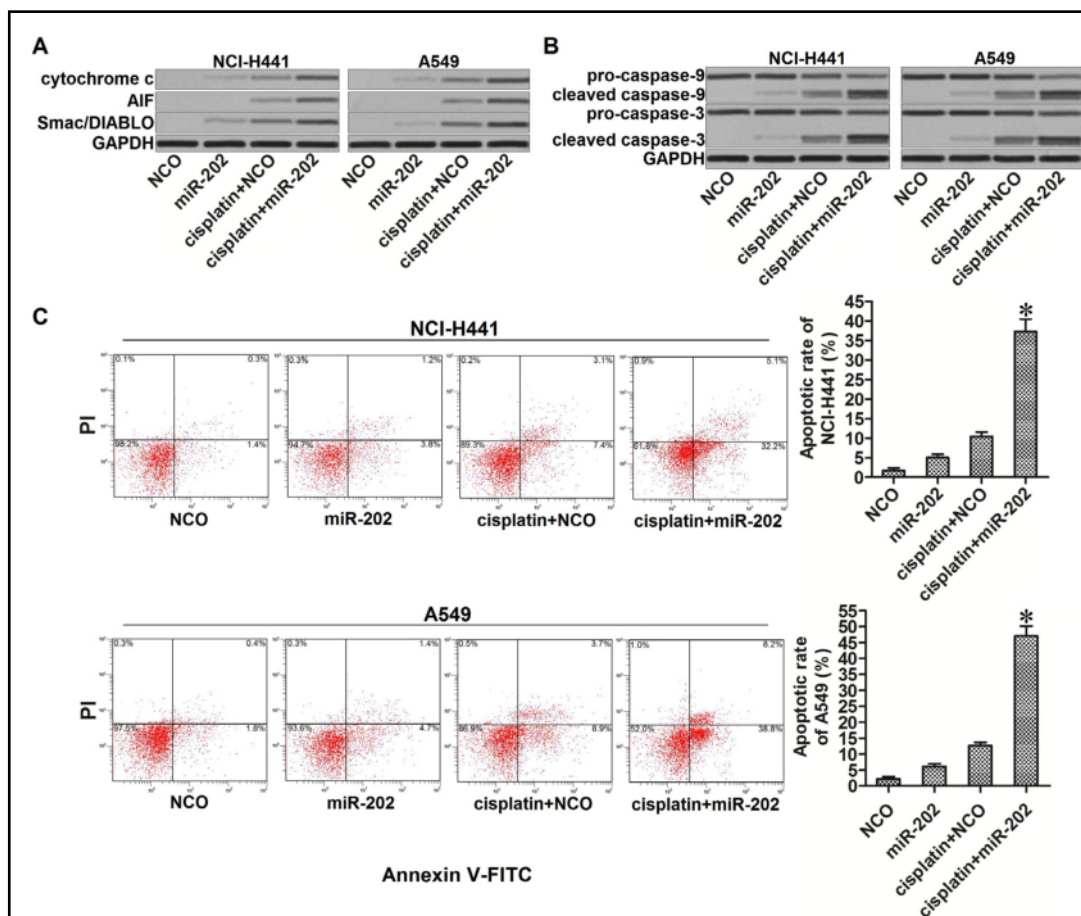 A
NCI-H441 A549
cytochrome c
AIF
Smac/DIABLO
GAPDH
NCO miR-202 cisplatin+NCO cisplatin+miR-202 NCO miR-202 cisplatin+NCO cisplatin+miR-202
B
NCI-H441 A549
pro-caspase-9
cleaved caspase-9
pro-caspase-3
cleaved caspase-3
GAPDH
NCO miR-202 cisplatin+NCO cisplatin+miR-202 NCO miR-202 cisplatin+NCO cisplatin+miR-202
C
NCI-H441
PI
0.1% 0.3% 0.3% 1.2% 0.2% 3.1% 0.9% 5.1%
98.2% 1.4% 94.7% 3.8% 89.3% 7.4% 61.8% 32.2%
NCO miR-202 cisplatin+NCO cisplatin+miR-202
Apoptotic rate of
NCI-H441 (%)
45
40
35
30
25
20
15
10
5
0
*
NCO miR-202 cisplatin+NCO cisplatin+miR-202
A549
PI
0.3% 0.4% 0.3% 1.4% 0.5% 3.7% 1.0% 8.2%
97.5% 1.8% 93.6% 4.7% 86.9% 8.9% 52.0% 38.8%
NCO miR-202 cisplatin+NCO cisplatin+miR-202
Apoptotic rate
of A549 (%)
55
50
45
40
35
30
25
20
15
10
5
0
*
NCO miR-202 cisplatin+NCO cisplatin+miR-202
Annexin V-FITC